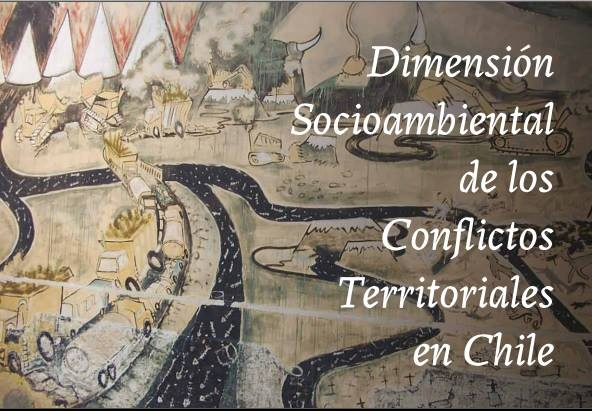 Dimensión
Socioambiental
de los
Conflictos
Territoriales
en Chile